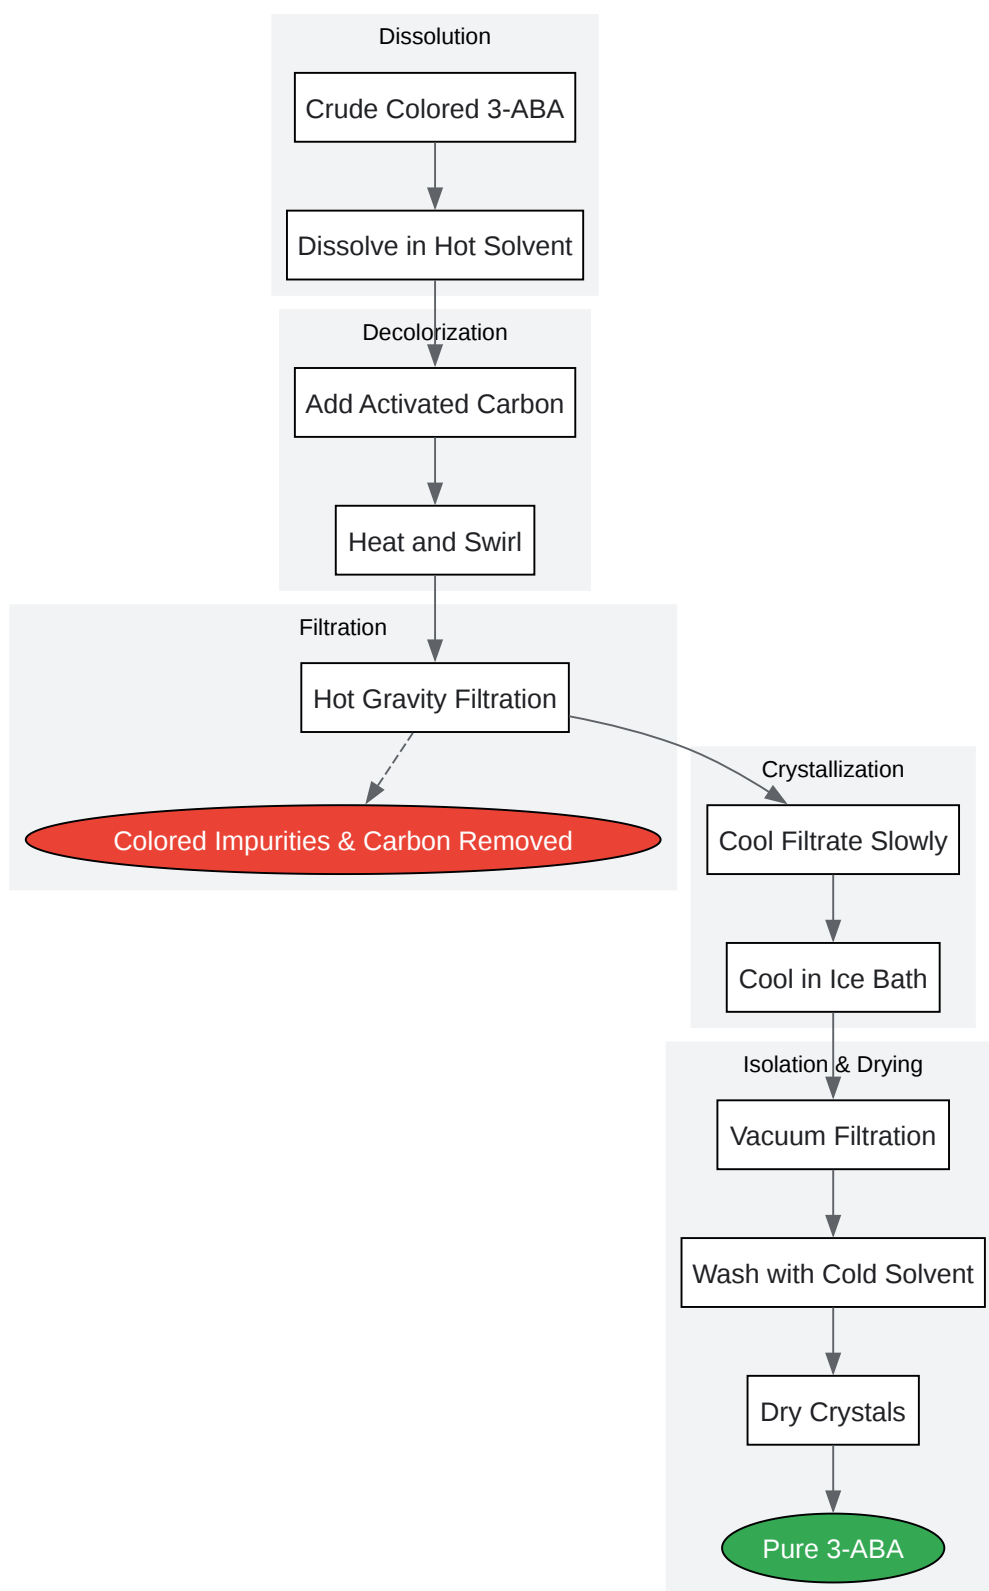 Dissolution
Crude Colored 3-ABA
Dissolve in Hot Solvent
Decolorization
Add Activated Carbon
Heat and Swirl
Filtration
Hot Gravity Filtration
Colored Impurities & Carbon Removed
Crystallization
Cool Filtrate Slowly
Cool in Ice Bath
Isolation & Drying
Vacuum Filtration
Wash with Cold Solvent
Dry Crystals
Pure 3-ABA